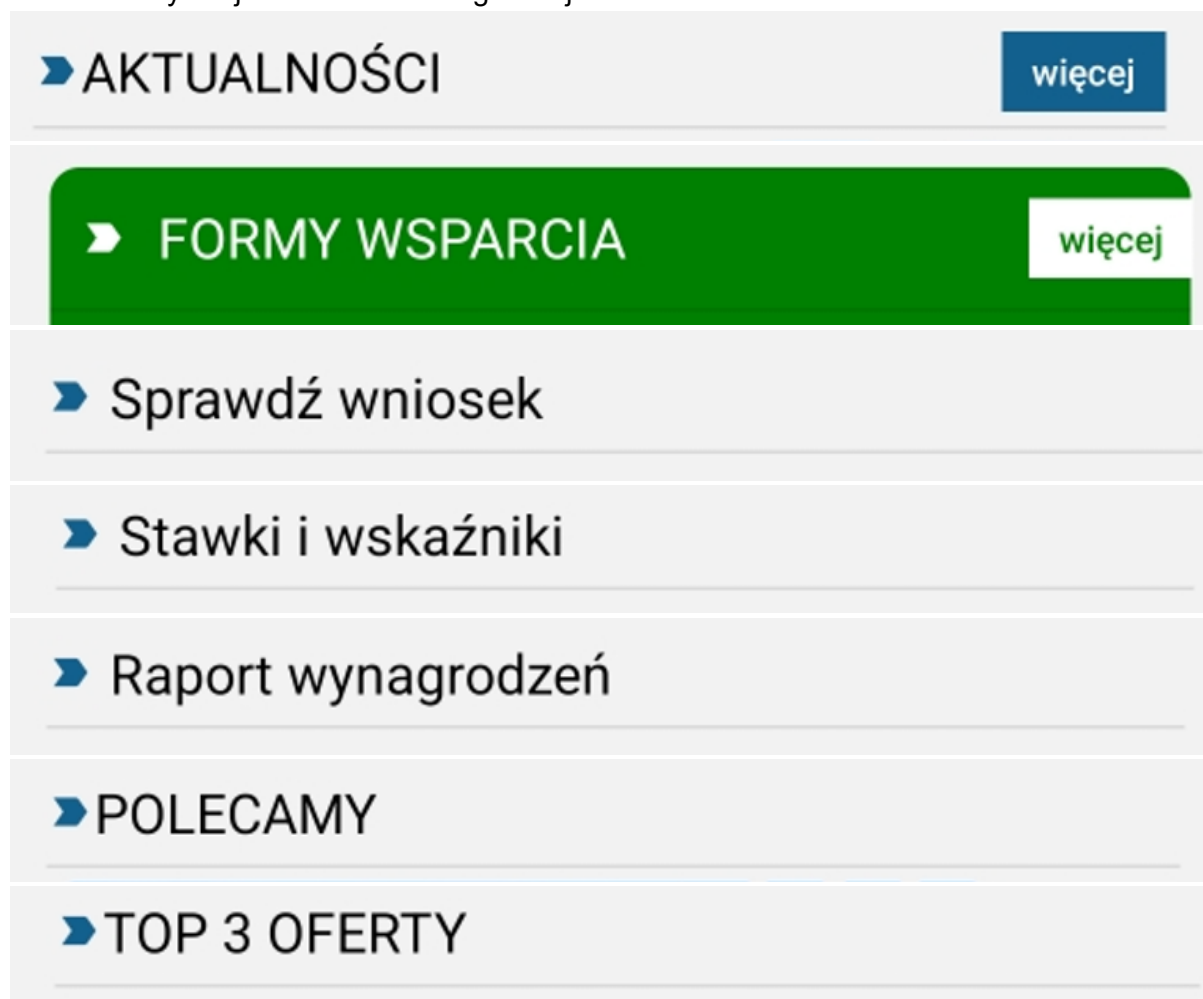 AKTUALNOŚCI
więcej
FORMY WSPARCIA
więcej
Sprawdź wniosek
Stawki i wskaźniki
Raport wynagrodzeń
POLECAMY
TOP 3 OFERTY